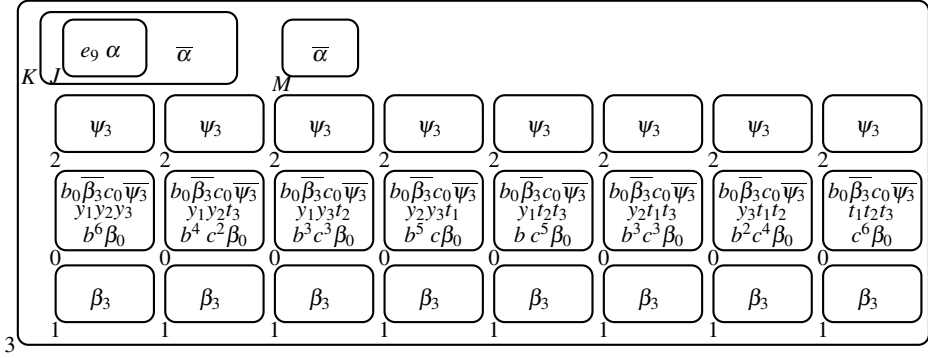 e₉ α α̅ α̅
K J M
ψ₃ ψ₃ ψ₃ ψ₃ ψ₃ ψ₃ ψ₃ ψ₃
2 2 2 2 2 2 2 2
b₀β̅₃c₀ψ̅₃ b₀β̅₃c₀ψ̅₃ b₀β̅₃c₀ψ̅₃ b₀β̅₃c₀ψ̅₃ b₀β̅₃c₀ψ̅₃ b₀β̅₃c₀ψ̅₃ b₀β̅₃c₀ψ̅₃ b₀β̅₃c₀ψ̅₃
y₁y₂y₃ y₁y₂t₃ y₁y₃t₂ y₂y₃t₁ y₁t₂t₃ y₂t₁t₃ y₃t₁t₂ t₁t₂t₃
b⁶β₀ b⁴ c²β₀ b³c³β₀ b⁵ cβ₀ b c⁵β₀ b³c³β₀ b²c⁴β₀ c⁶β₀
0 0 0 0 0 0 0 0
β₃ β₃ β₃ β₃ β₃ β₃ β₃ β₃
1 1 1 1 1 1 1 1
3